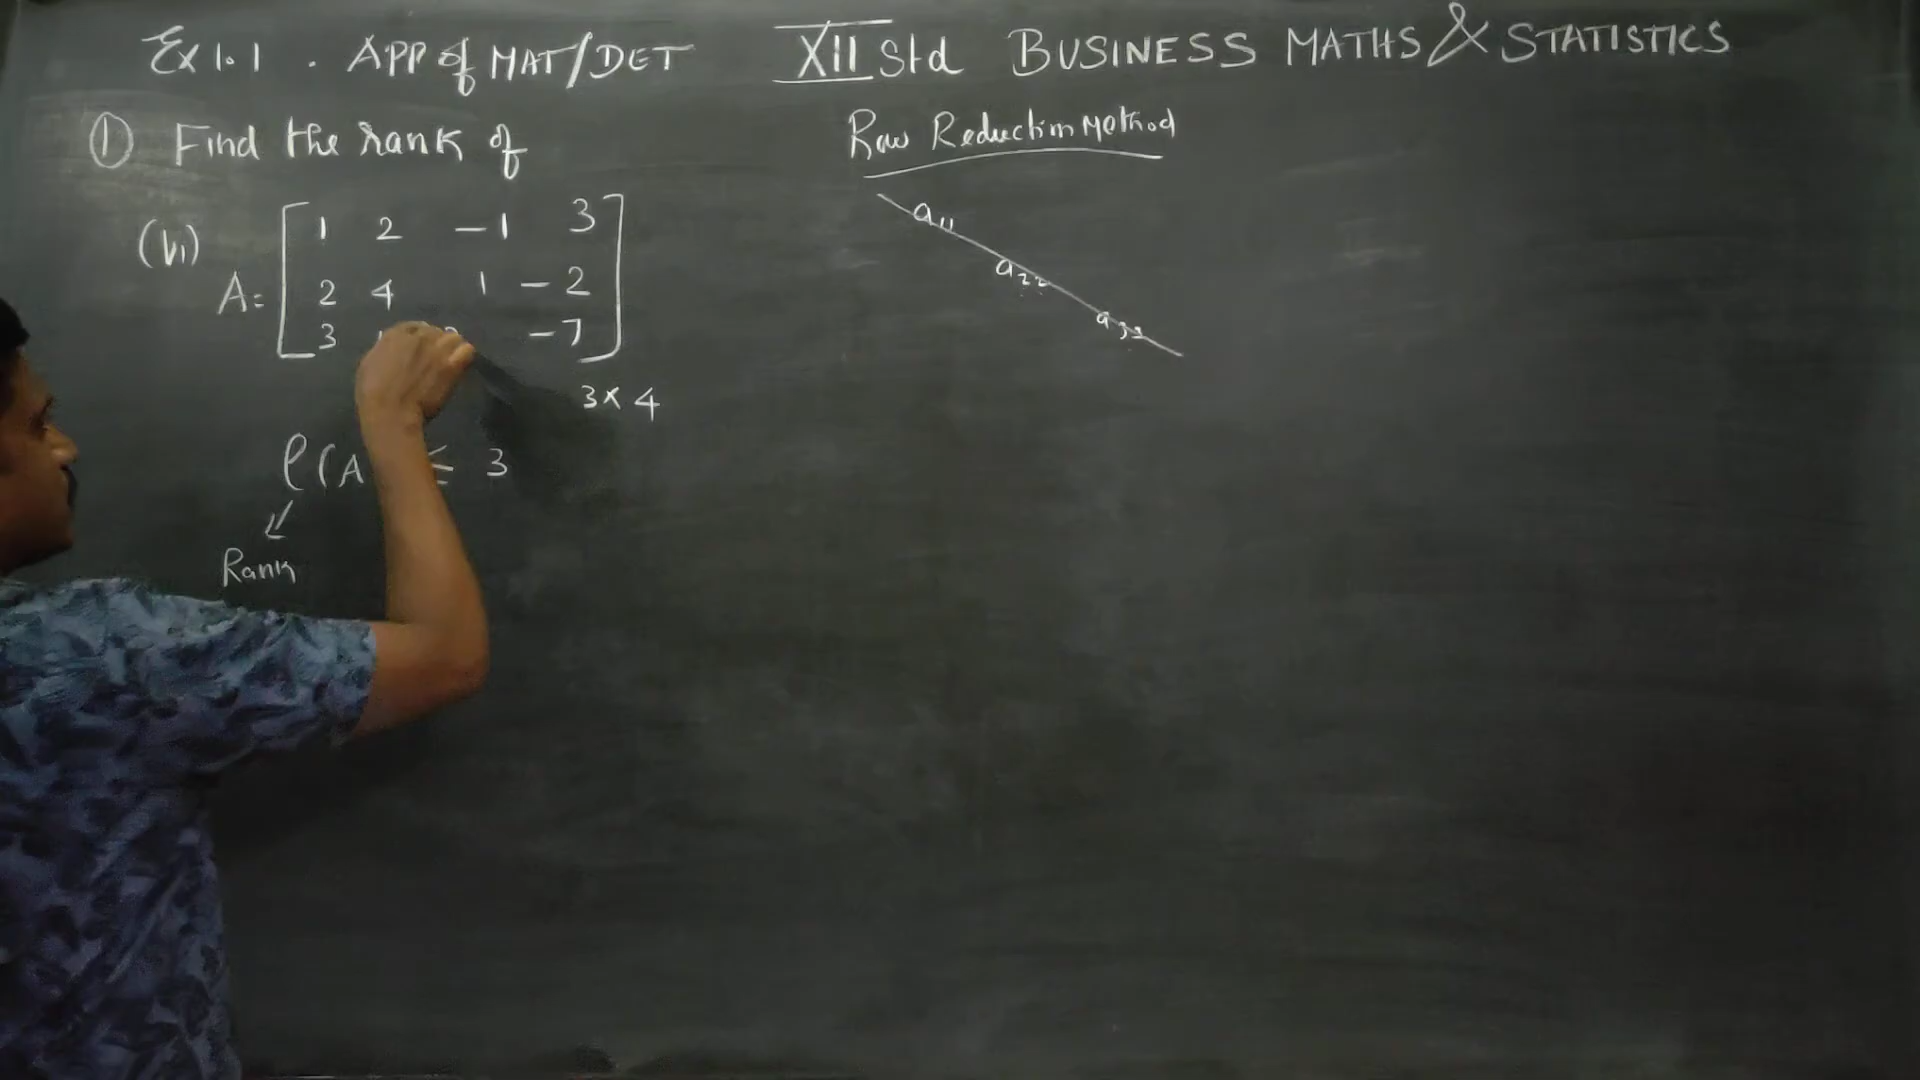 Ex 1.1 . APP of MAT/DET XII Std BUSINESS MATHS & STATISTICS
① Find the rank of
Row Reduction Method
(vi)
A= [ 1 2 -1 3
2 4 1 -2
3 -7 ]
3 × 4
ρ(A ≤ 3
Rank
a11
a22
a33